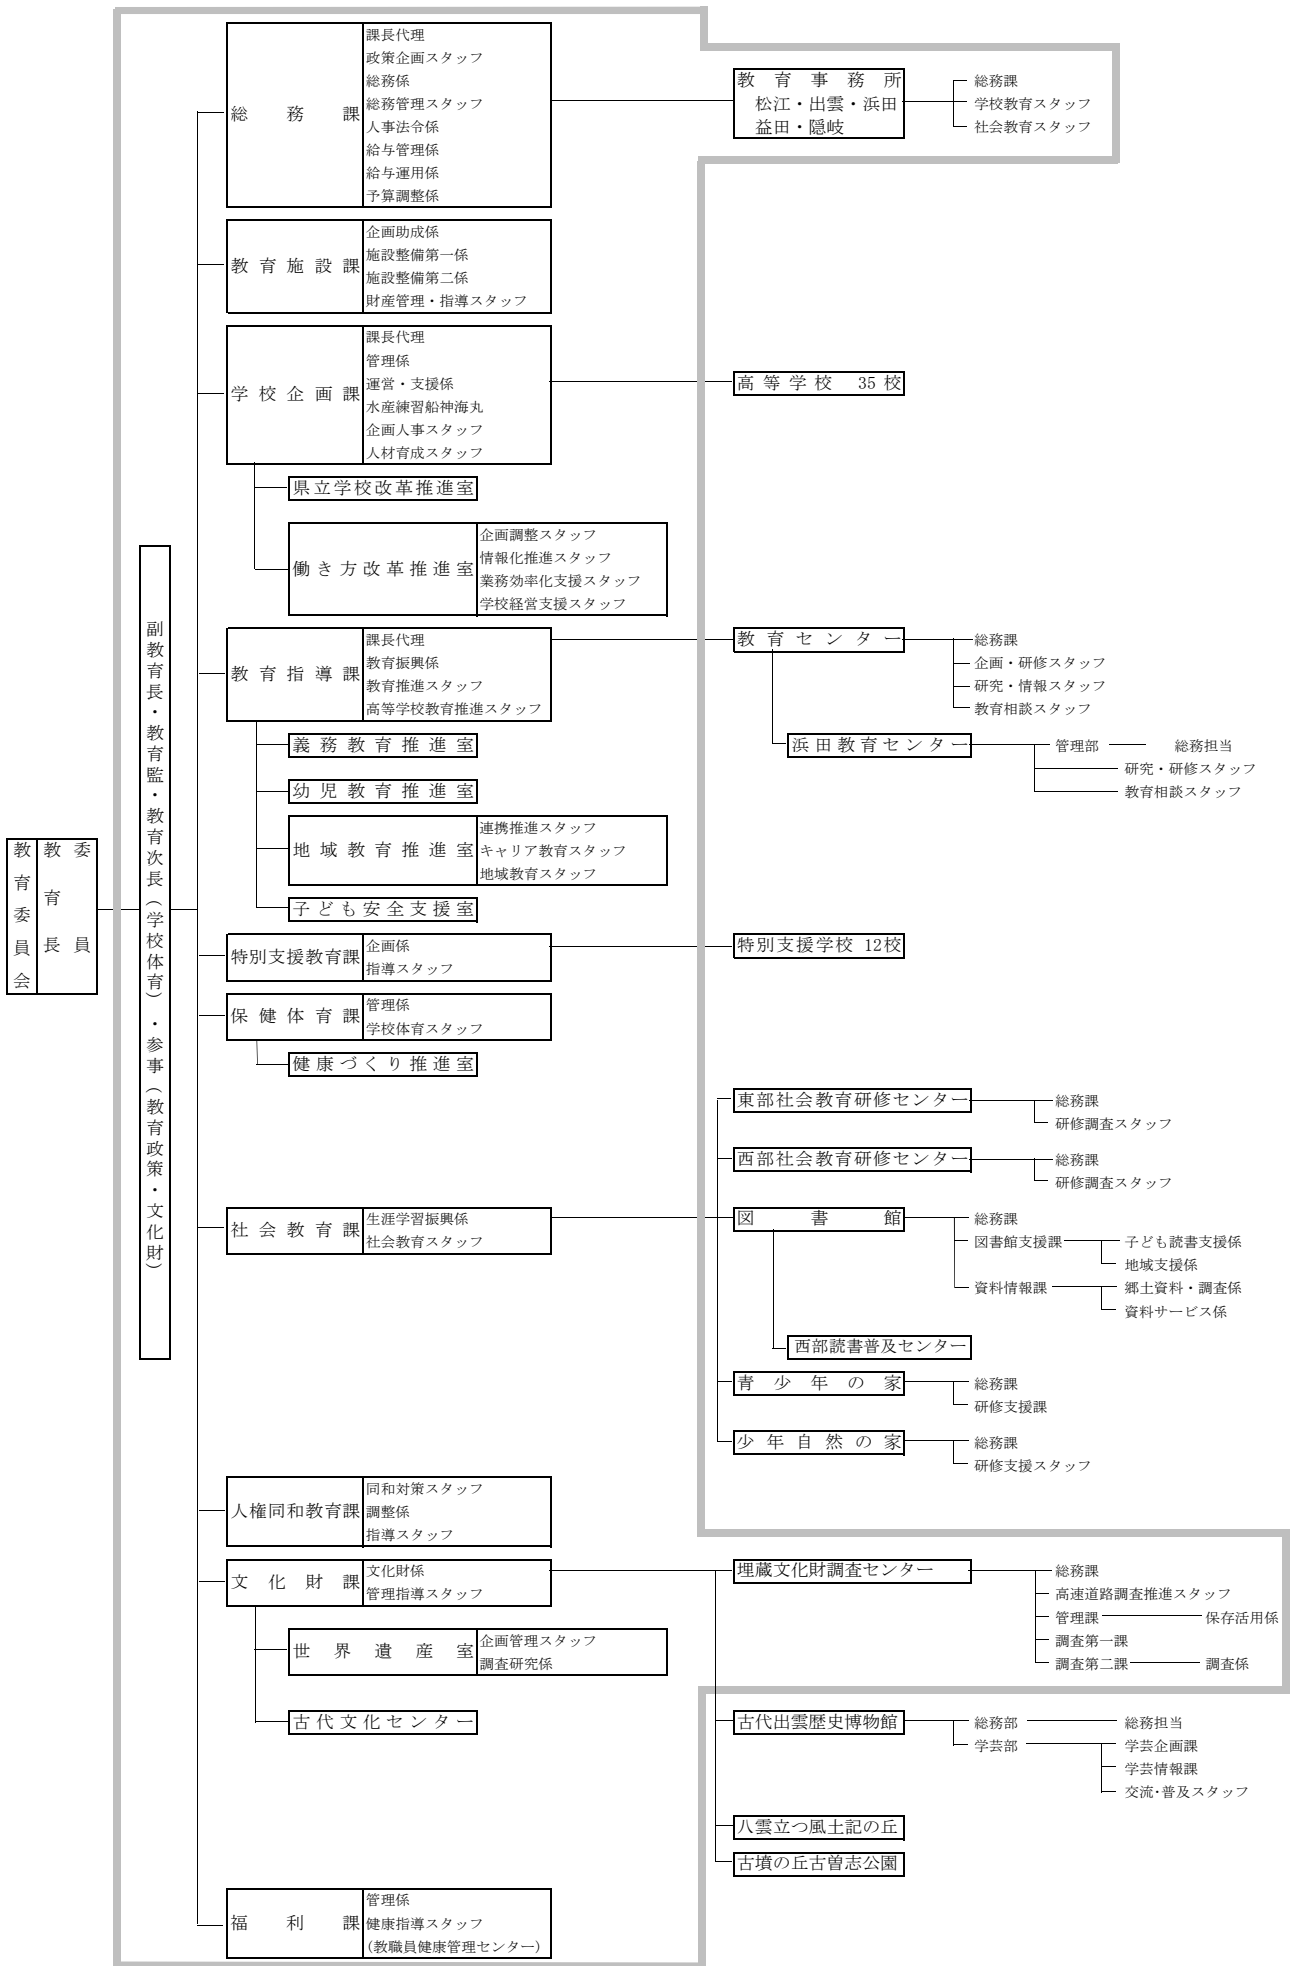 教育委員会
教育長
委員
副教育長・教育監・教育次長（学校体育）・参事（教育政策・文化財）
総務課
課長代理
政策企画スタッフ
総務係
総務管理スタッフ
人事法令係
給与管理係
給与運用係
予算調整係
教育事務所
松江・出雲・浜田
益田・隠岐
総務課
学校教育スタッフ
社会教育スタッフ
教育施設課
企画助成係
施設整備第一係
施設整備第二係
財産管理・指導スタッフ
学校企画課
課長代理
管理係
運営・支援係
水産練習船神海丸
企画人事スタッフ
人材育成スタッフ
高等学校 35校
県立学校改革推進室
働き方改革推進室
企画調整スタッフ
情報化推進スタッフ
業務効率化支援スタッフ
学校経営支援スタッフ
教育指導課
課長代理
教育振興係
教育推進スタッフ
高等学校教育推進スタッフ
教育センター
総務課
企画・研修スタッフ
研究・情報スタッフ
教育相談スタッフ
浜田教育センター
管理部
総務担当
研究・研修スタッフ
教育相談スタッフ
義務教育推進室
幼児教育推進室
地域教育推進室
連携推進スタッフ
キャリア教育スタッフ
地域教育スタッフ
子ども安全支援室
特別支援教育課
企画係
指導スタッフ
特別支援学校 12校
保健体育課
管理係
学校体育スタッフ
健康づくり推進室
社会教育課
生涯学習振興係
社会教育スタッフ
東部社会教育研修センター
総務課
研修調査スタッフ
西部社会教育研修センター
総務課
研修調査スタッフ
図書館
総務課
図書館支援課
子ども読書支援係
地域支援係
資料情報課
郷土資料・調査係
資料サービス係
西部読書普及センター
青少年の家
総務課
研修支援課
少年自然の家
総務課
研修支援スタッフ
人権同和教育課
同和対策スタッフ
調整係
指導スタッフ
文化財課
文化財係
管理指導スタッフ
埋蔵文化財調査センター
総務課
高速道路調査推進スタッフ
管理課
保存活用係
調査第一課
調査第二課
調査係
世界遺産室
企画管理スタッフ
調査研究係
古代文化センター
古代出雲歴史博物館
総務部
総務担当
学芸部
学芸企画課
学芸情報課
交流･普及スタッフ
八雲立つ風土記の丘
古墳の丘古曽志公園
福利課
管理係
健康指導スタッフ
(教職員健康管理センター)